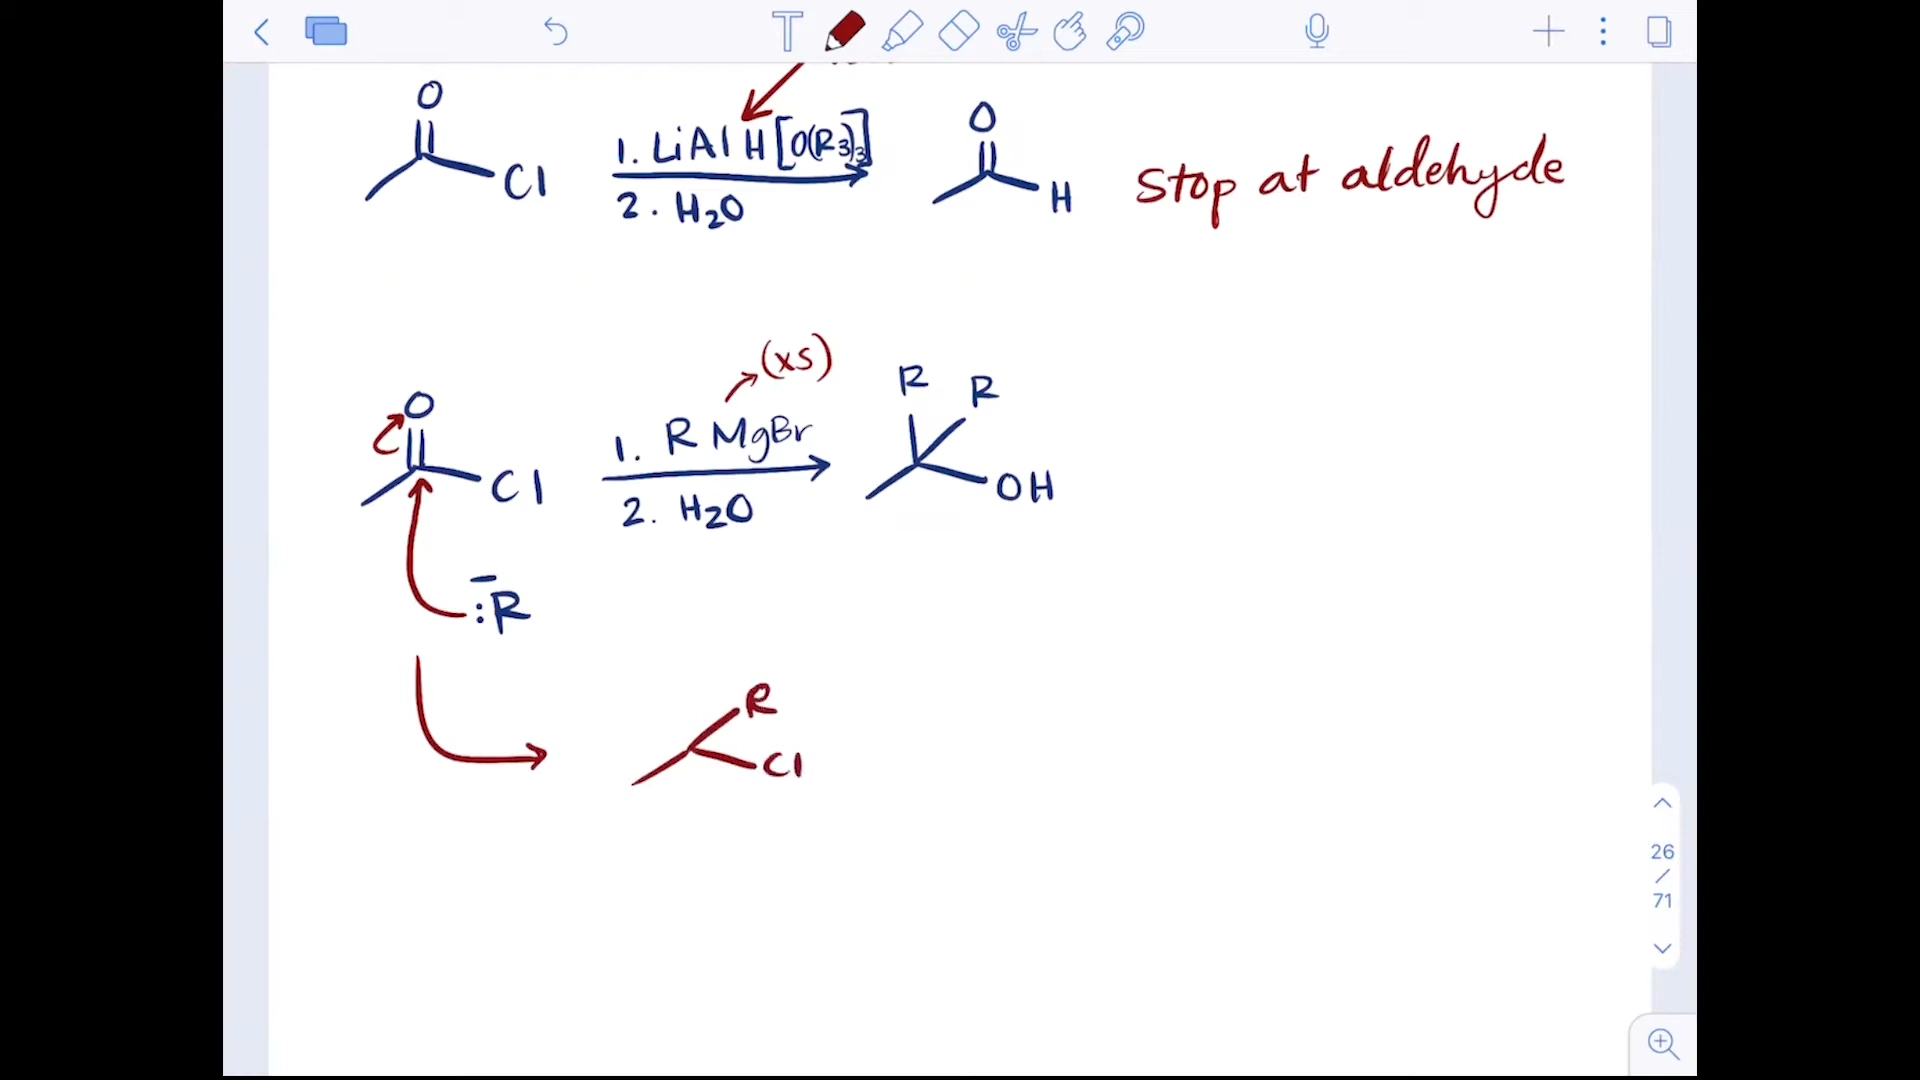 O
Cl
1. LiAlH[O(R3)3]
2. H2O
O
H
Stop at aldehyde
(xs)
O
Cl
1. R MgBr
2. H2O
R R
OH
:R
R
Cl
26
/
71